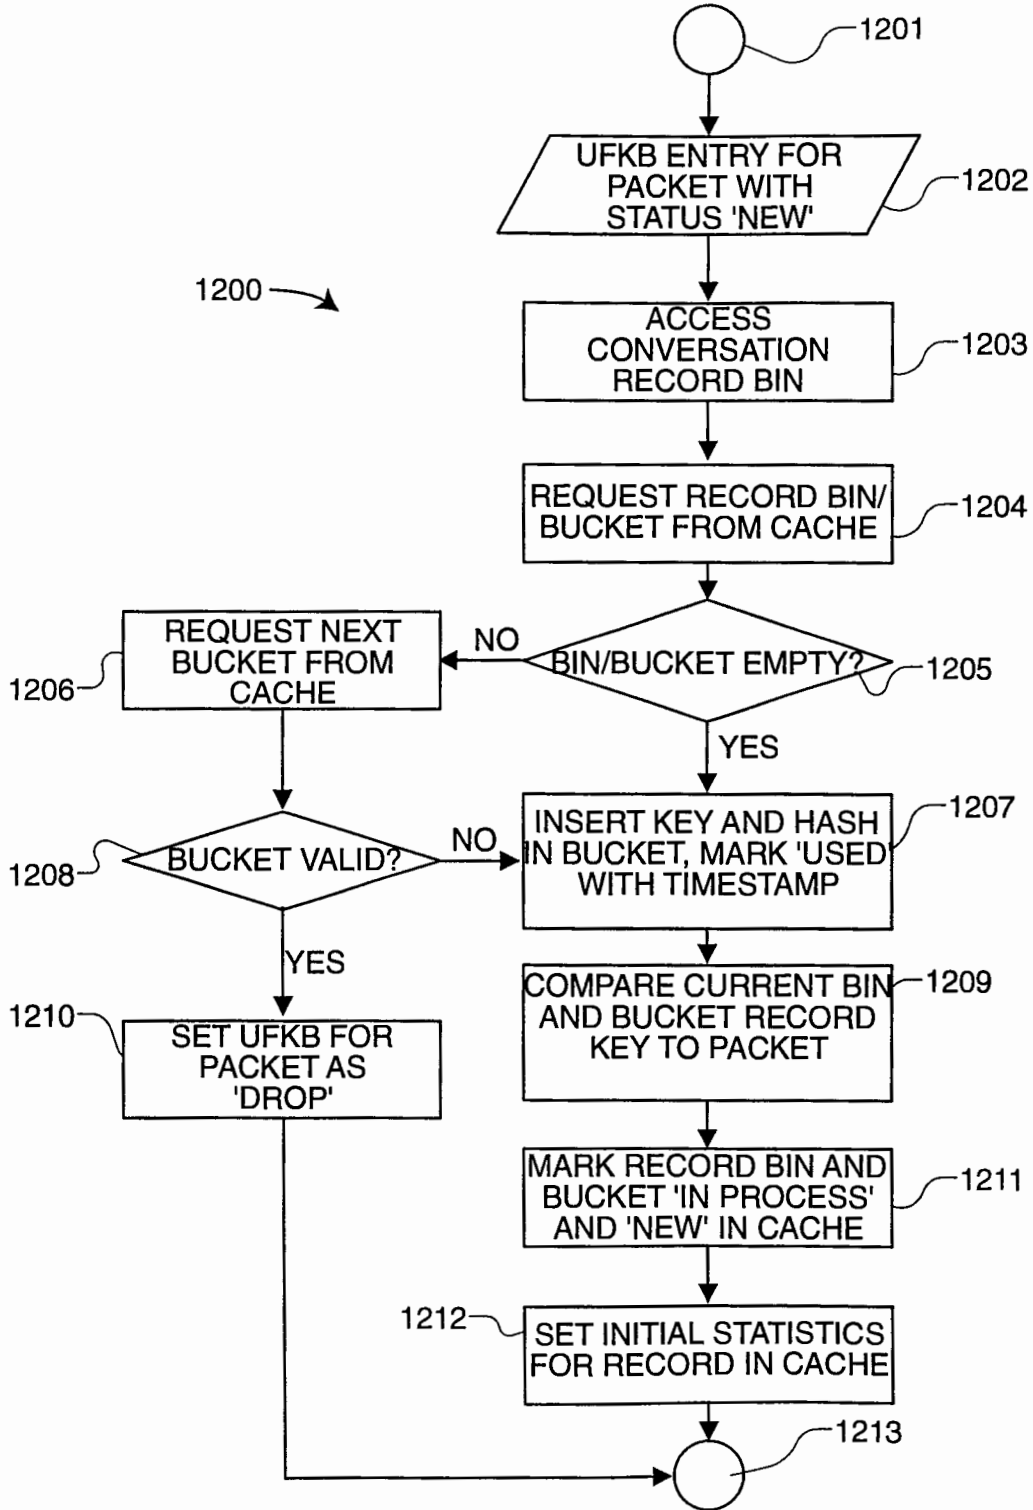 1201
UFKB ENTRY FOR
PACKET WITH
STATUS 'NEW'
1202
1200
ACCESS
CONVERSATION
RECORD BIN
1203
REQUEST RECORD BIN/
BUCKET FROM CACHE
1204
REQUEST NEXT
BUCKET FROM
CACHE
1206
NO
BIN/BUCKET EMPTY?
1205
YES
INSERT KEY AND HASH
IN BUCKET, MARK 'USED'
WITH TIMESTAMP
1207
BUCKET VALID?
1208
NO
YES
COMPARE CURRENT BIN
AND BUCKET RECORD
KEY TO PACKET
1209
1210
SET UFKB FOR
PACKET AS
'DROP'
MARK RECORD BIN AND
BUCKET 'IN PROCESS'
AND 'NEW' IN CACHE
1211
1212
SET INITIAL STATISTICS
FOR RECORD IN CACHE
1213